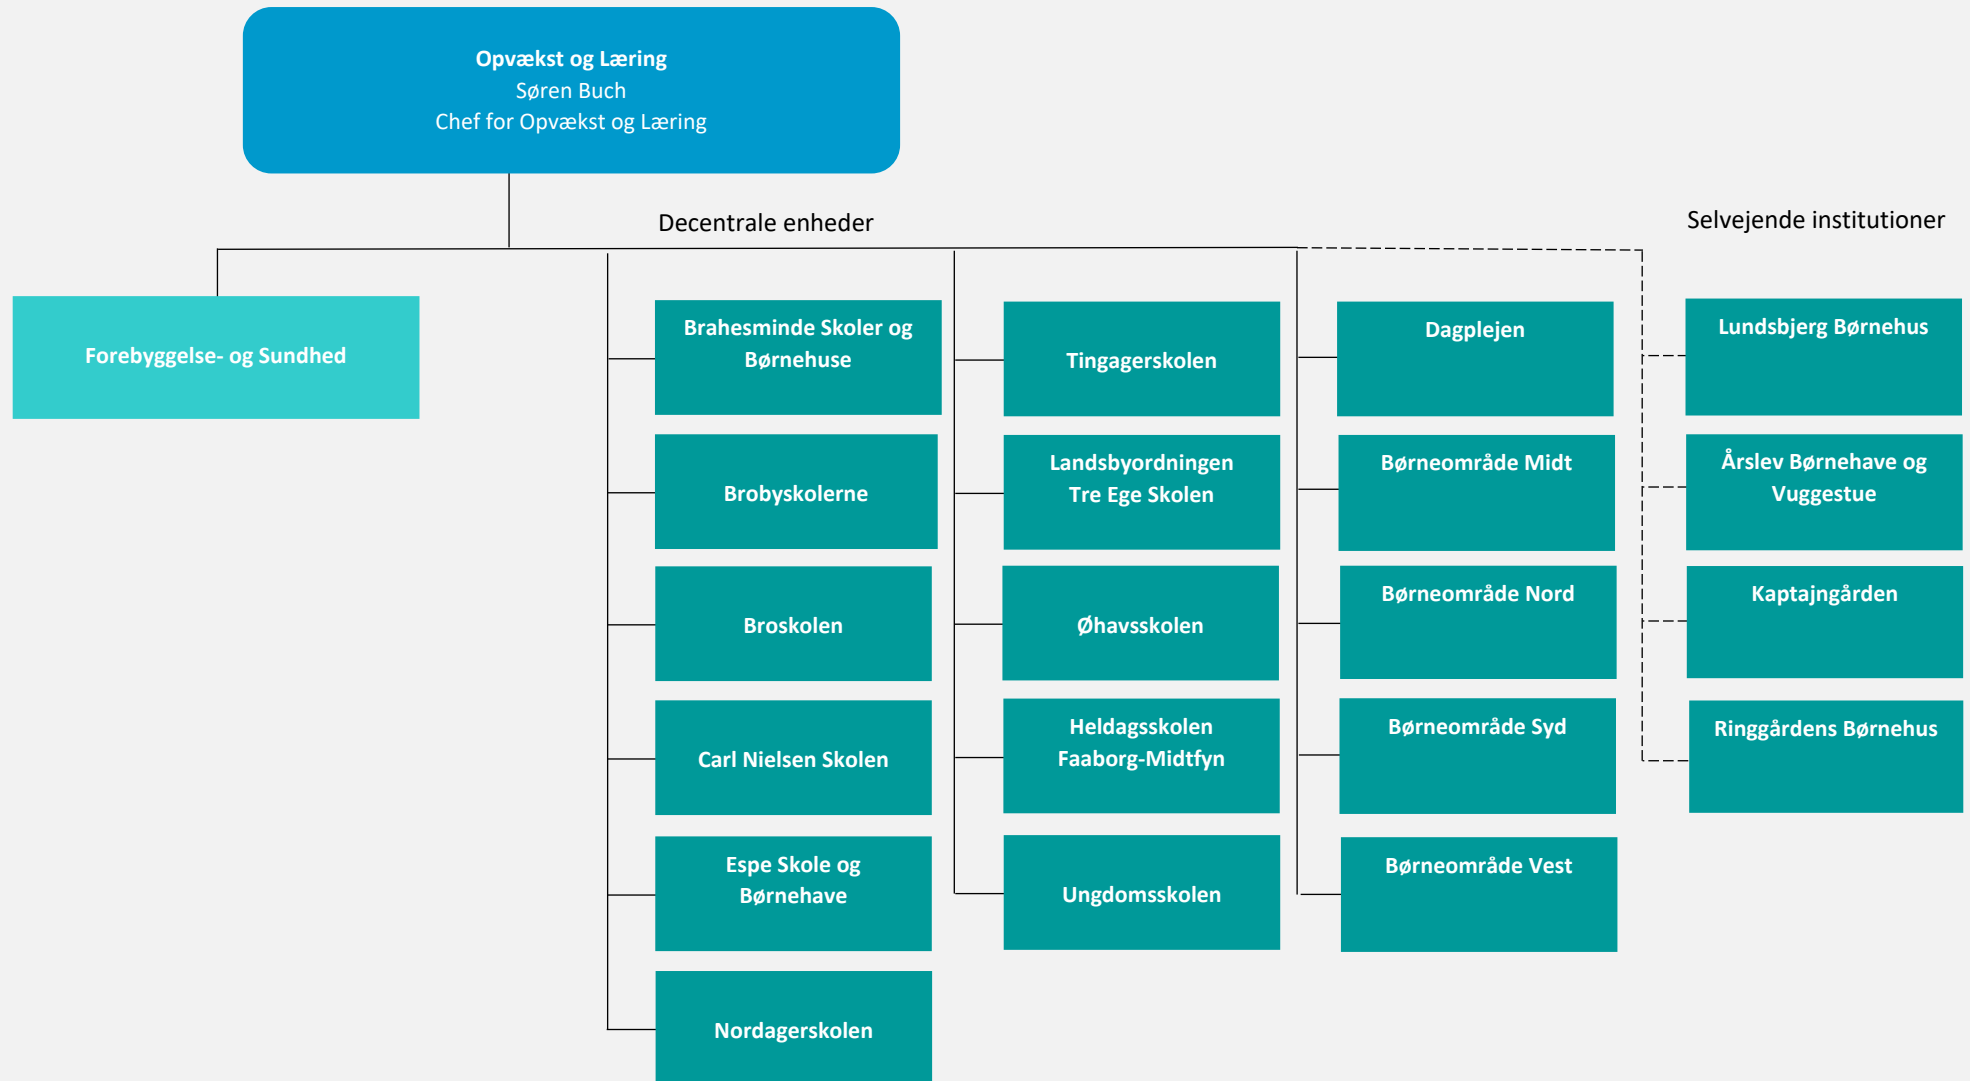 Opvækst og Læring
Søren Buch
Chef for Opvækst og Læring
Decentrale enheder
Selvejende institutioner
Forebyggelse- og Sundhed
Brahesminde Skoler og
Børnehuse
Brobyskolerne
Broskolen
Carl Nielsen Skolen
Espe Skole og
Børnehave
Nordagerskolen
Tingagerskolen
Landsbyordningen
Tre Ege Skolen
Øhavsskolen
Heldagsskolen
Faaborg-Midtfyn
Ungdomsskolen
Dagplejen
Børneområde Midt
Børneområde Nord
Børneområde Syd
Børneområde Vest
Lundsbjerg Børnehus
Årslev Børnehave og
Vuggestue
Kaptajngården
Ringgårdens Børnehus